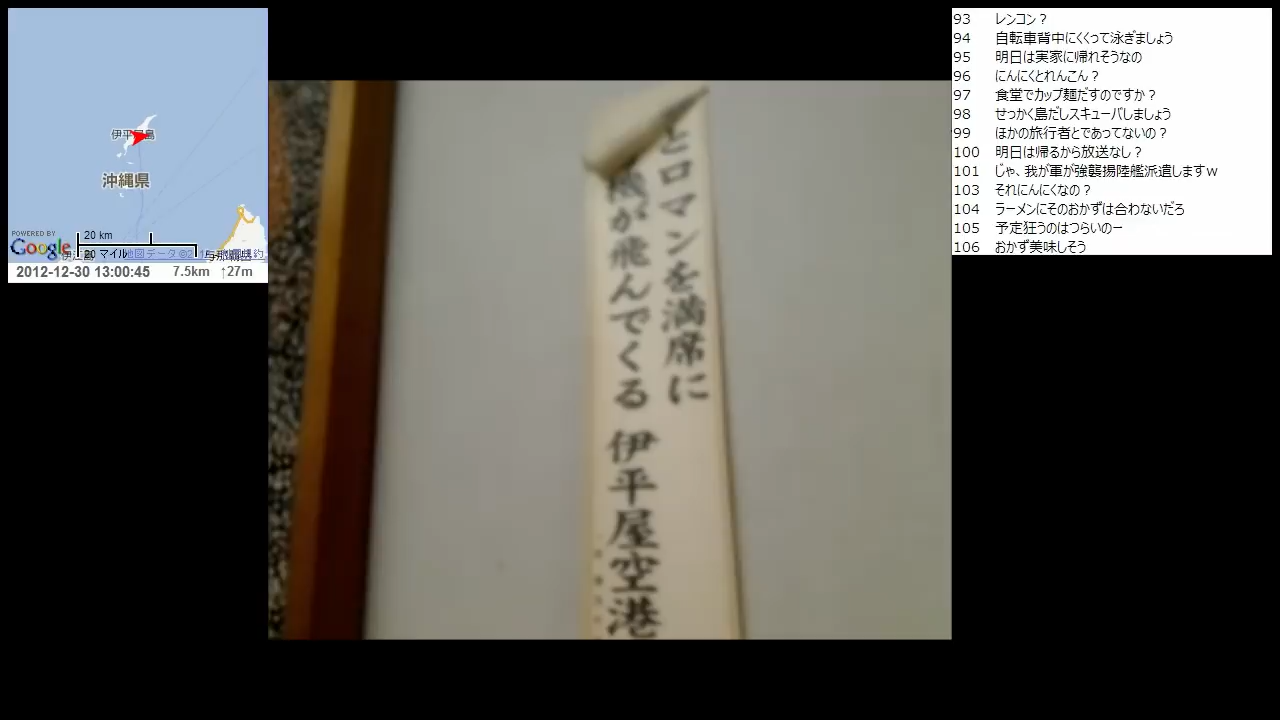 伊平屋島
沖縄県
POWERED BY
Google
20 km
20 マイル
地図データ ©2
2012-12-30 13:00:45 7.5km ↑27m
とロマンを満席に
機が飛んでくる 伊平屋空港
93 レンコン？
94 自転車背中にくくって泳ぎましょう
95 明日は実家に帰れそうなの
96 にんにくとれんこん？
97 食堂でカップ麺だすのですか？
98 せっかく島だしスキューバしましょう
99 ほかの旅行者とであってないの？
100 明日は帰るから放送なし？
101 じゃ、我が軍が強襲揚陸艦派遣しますｗ
103 それにんにくなの？
104 ラーメンにそのおかずは合わないだろ
105 予定狂うのはつらいのー
106 おかず美味しそう